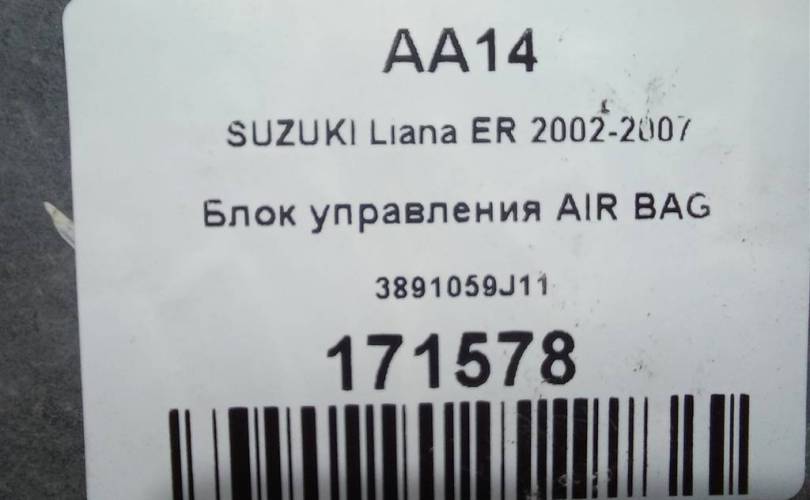 AA14
SUZUKI Liana ER 2002-2007
Блок управления AIR BAG
3891059J11
171578